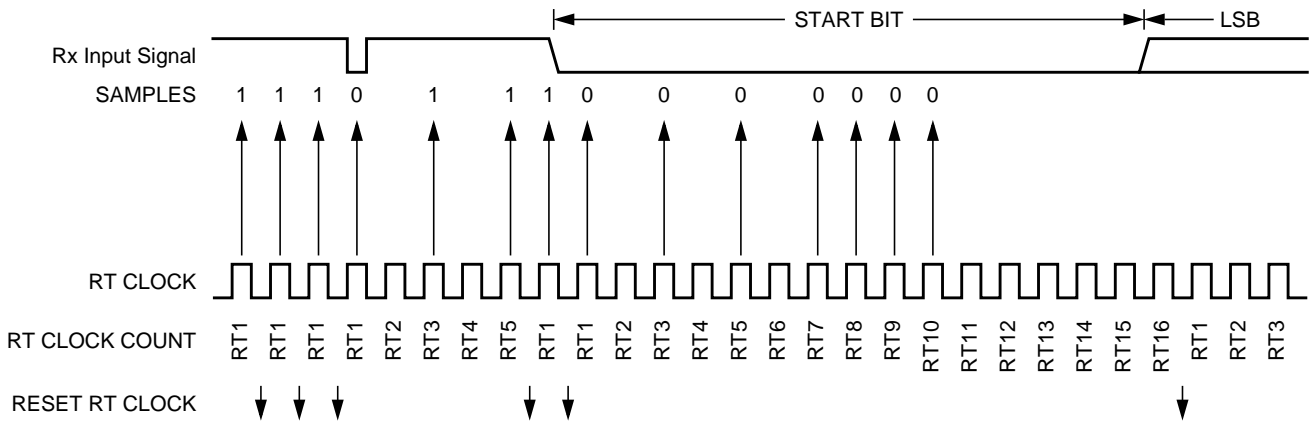 START BIT LSB
Rx Input Signal
SAMPLES 1 1 1 0 1 1 1 0 0 0 0 0 0 0
RT CLOCK
RT CLOCK COUNT RT1 RT1 RT1 RT1 RT2 RT3 RT4 RT5 RT1 RT1 RT2 RT3 RT4 RT5 RT6 RT7 RT8 RT9 RT10 RT11 RT12 RT13 RT14 RT15 RT16 RT1 RT2 RT3
RESET RT CLOCK